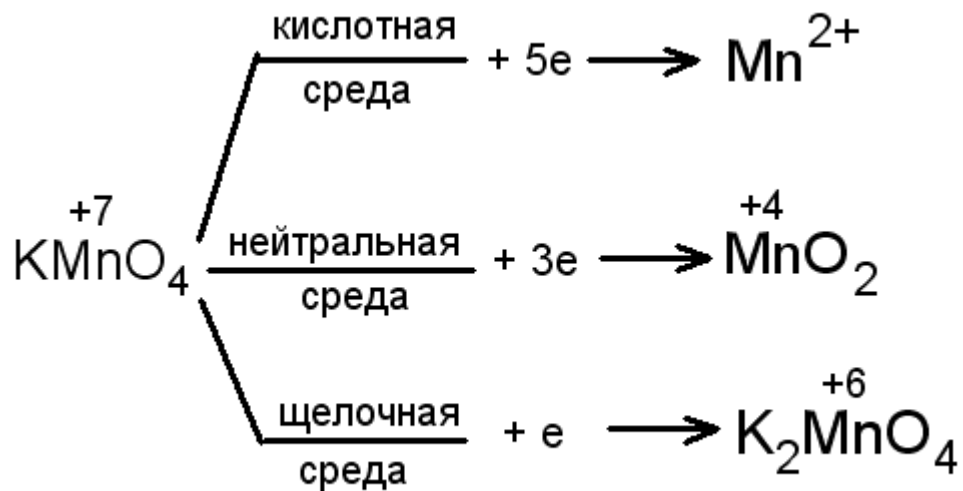 кислотная
среда
+ 5e
Mn2+
+7
KMnO4
нейтральная
среда
+ 3e
+4
MnO2
щелочная
среда
+ e
+6
K2MnO4